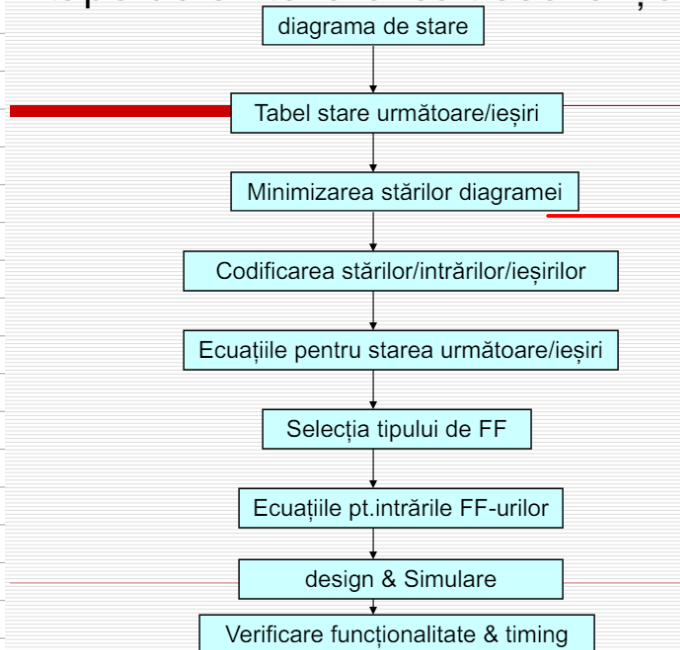 diagrama de stare
Tabel stare următoare/ieșiri
Minimizarea stărilor diagramei
Codificarea stărilor/intrărilor/ieșirilor
Ecuațiile pentru starea următoare/ieșiri
Selecția tipului de FF
Ecuațiile pt.intrările FF-urilor
design & Simulare
Verificare funcționalitate & timing